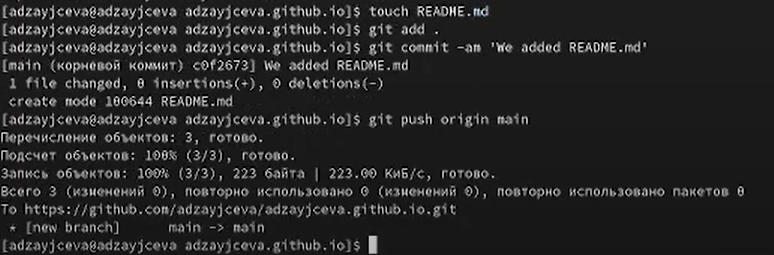 [adzayjceva@adzayjceva adzayjceva.github.io]$ touch README.md
[adzayjceva@adzayjceva adzayjceva.github.io]$ git add .
[adzayjceva@adzayjceva adzayjceva.github.io]$ git commit -am 'We added README.md'
[main (корневой коммит) c0f2673] We added README.md
 1 file changed, 0 insertions(+), 0 deletions(-)
 create mode 100644 README.md
[adzayjceva@adzayjceva adzayjceva.github.io]$ git push origin main
Перечисление объектов: 3, готово.
Подсчет объектов: 100% (3/3), готово.
Запись объектов: 100% (3/3), 223 байта | 223.00 КиБ/с, готово.
Всего 3 (изменений 0), повторно использовано 0 (изменений 0), повторно использовано пакетов 0
To https://github.com/adzayjceva/adzayjceva.github.io.git
 * [new branch]      main -> main
[adzayjceva@adzayjceva adzayjceva.github.io]$